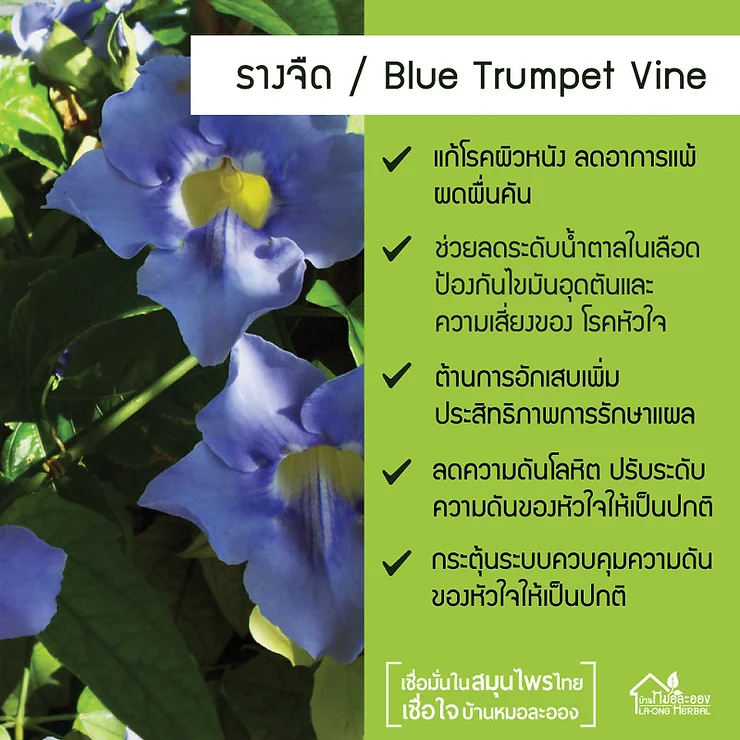 รางจืด / Blue Trumpet Vine
แก้โรคผิวหนัง ลดอาการแพ้
ผดผื่นคัน
ช่วยลดระดับน้ำตาลในเลือด
ป้องกันไขมันอุดตันและ
ความเสี่ยงของ โรคหัวใจ
ต้านการอักเสบเพิ่ม
ประสิทธิภาพการรักษาแผล
ลดความดันโลหิต ปรับระดับ
ความดันของหัวใจให้เป็นปกติ
กระตุ้นระบบควบคุมความดัน
ของหัวใจให้เป็นปกติ
เชื่อมั่นในสมุนไพรไทย
เชื่อใจ บ้านหมอละออง
บ้านหมอละออง
LA-ONG HERBAL